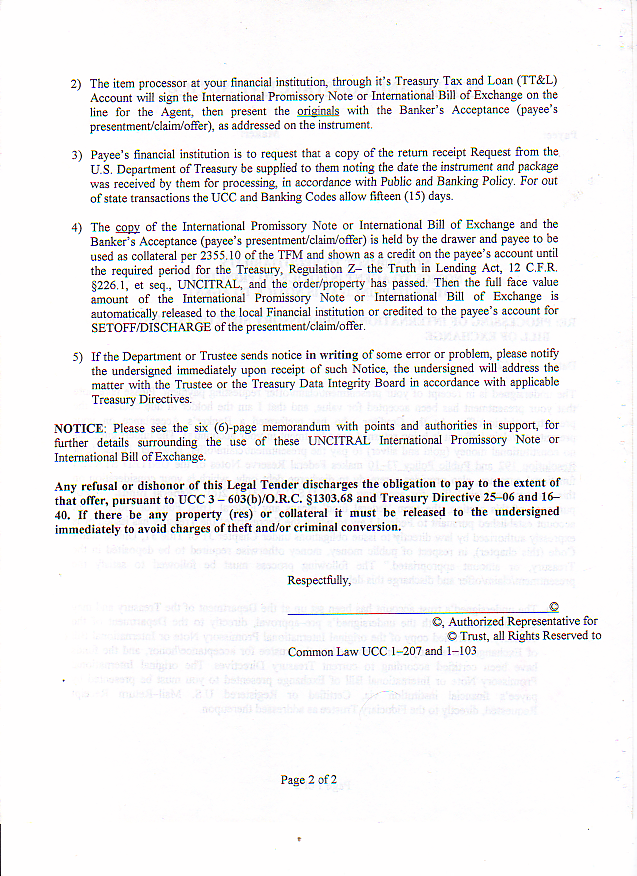 2) The item processor at your financial institution, through it's Treasury Tax and Loan (TT&L)
Account will sign the International Promissory Note or International Bill of Exchange on the
line for the Agent, then present the originals with the Banker's Acceptance (payee's
presentment/claim/offer), as addressed on the instrument.
3) Payee's financial institution is to request that a copy of the return receipt Request from the
U.S. Department of Treasury be supplied to them noting the date the instrument and package
was received by them for processing, in accordance with Public and Banking Policy. For out
of state transactions the UCC and Banking Codes allow fifteen (15) days.
4) The copy of the International Promissory Note or International Bill of Exchange and the
Banker's Acceptance (payee's presentment/claim/offer) is held by the drawer and payee to be
used as collateral per 2355.10 of the TFM and shown as a credit on the payee's account until
the required period for the Treasury, Regulation Z– the Truth in Lending Act, 12 C.F.R.
§226.1, et seq., UNCITRAL, and the order/property has passed. Then the full face value
amount of the International Promissory Note or International Bill of Exchange is
automatically released to the local Financial institution or credited to the payee's account for
SETOFF/DISCHARGE of the presentment/claim/offer.
5) If the Department or Trustee sends notice in writing of some error or problem, please notify
the undersigned immediately upon receipt of such Notice, the undersigned will address the
matter with the Trustee or the Treasury Data Integrity Board in accordance with applicable
Treasury Directives.
NOTICE: Please see the six (6)-page memorandum with points and authorities in support, for
further details surrounding the use of these UNCITRAL International Promissory Note or
International Bill of Exchange.
Any refusal or dishonor of this Legal Tender discharges the obligation to pay to the extent of
that offer, pursuant to UCC 3 – 603(b)/O.R.C. §1303.68 and Treasury Directive 25–06 and 16–
40. If there be any property (res) or collateral it must be released to the undersigned
immediately to avoid charges of theft and/or criminal conversion.
Respectfully,
©
©, Authorized Representative for
© Trust, all Rights Reserved to
Common Law UCC 1–207 and 1–103
Page 2 of 2